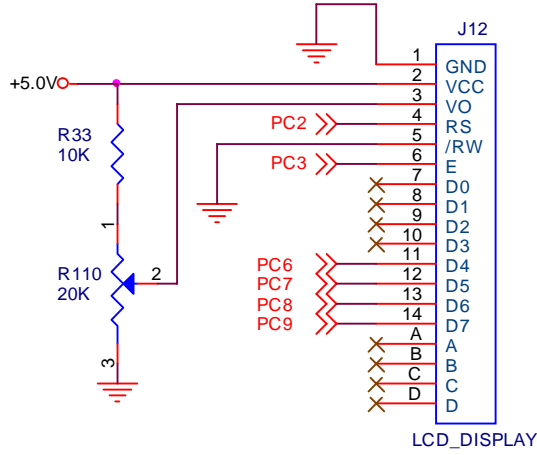 J12
1 GND
+5.0V 2 VCC
3 VO
PC2 4 RS
R33
10K
5 /RW
PC3 6 E
7 D0
8 D1
9 D2
10 D3
1
R110
20K
2
3
PC6 11 D4
PC7 12 D5
PC8 13 D6
PC9 14 D7
A A
B B
C C
D D
LCD_DISPLAY